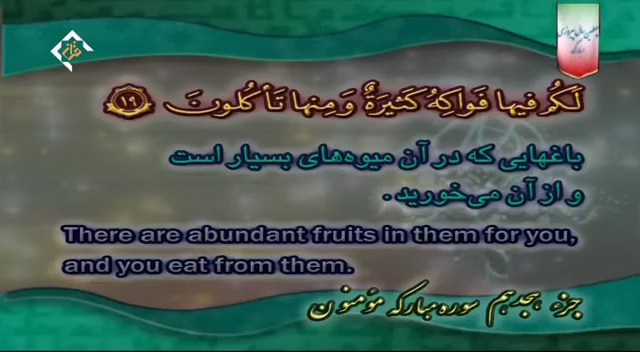 لَكُمْ فِيهَا فَوَاكِهُ كَثِيرَةٌ وَمِنْهَا تَأْكُلُونَ ١٩
باغهایی که در آن میوه‌های بسیار است
و از آن می‌خورید.
There are abundant fruits in them for you,
and you eat from them.
جزء هجدهم سوره مبارکه مؤمنون